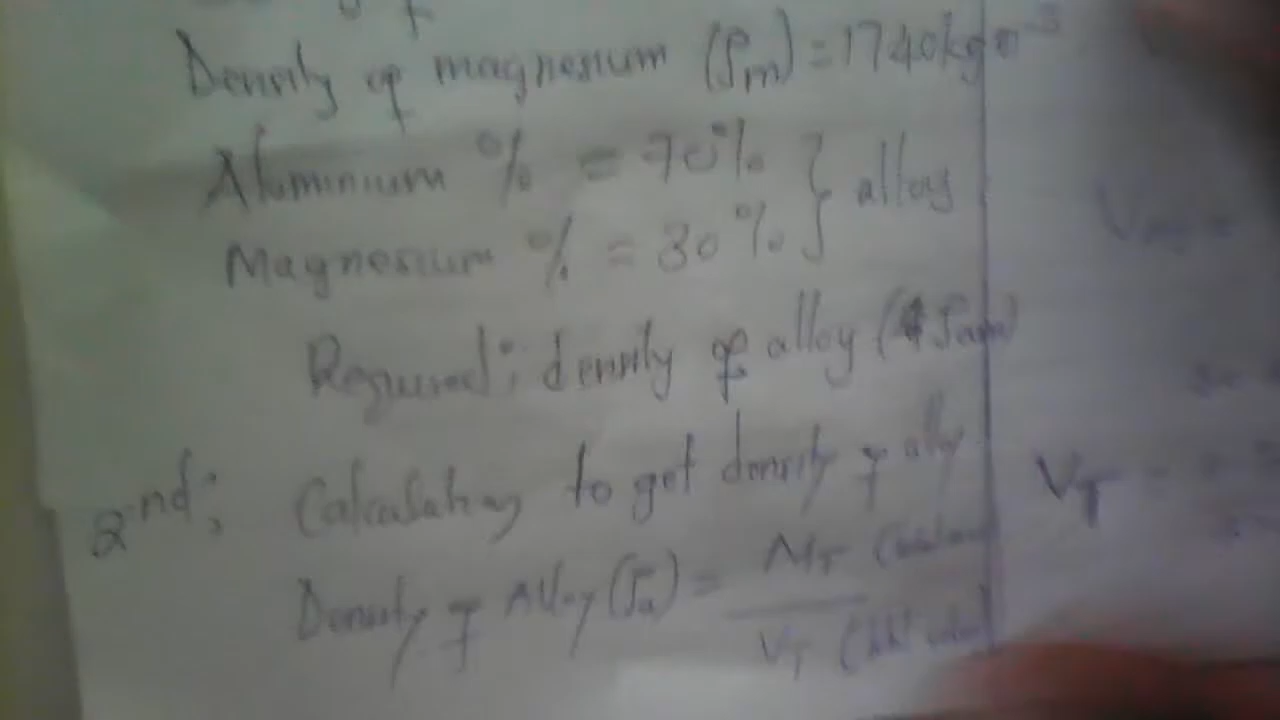 Density of magnesium (ρm) = 1740kg m⁻³
Aluminium % = 70% } alloy
Magnesium % = 30%
Required: density of alloy
2nd; Calculating to get density of alloy
Density of Alloy (ρa) = MT
VT
VT